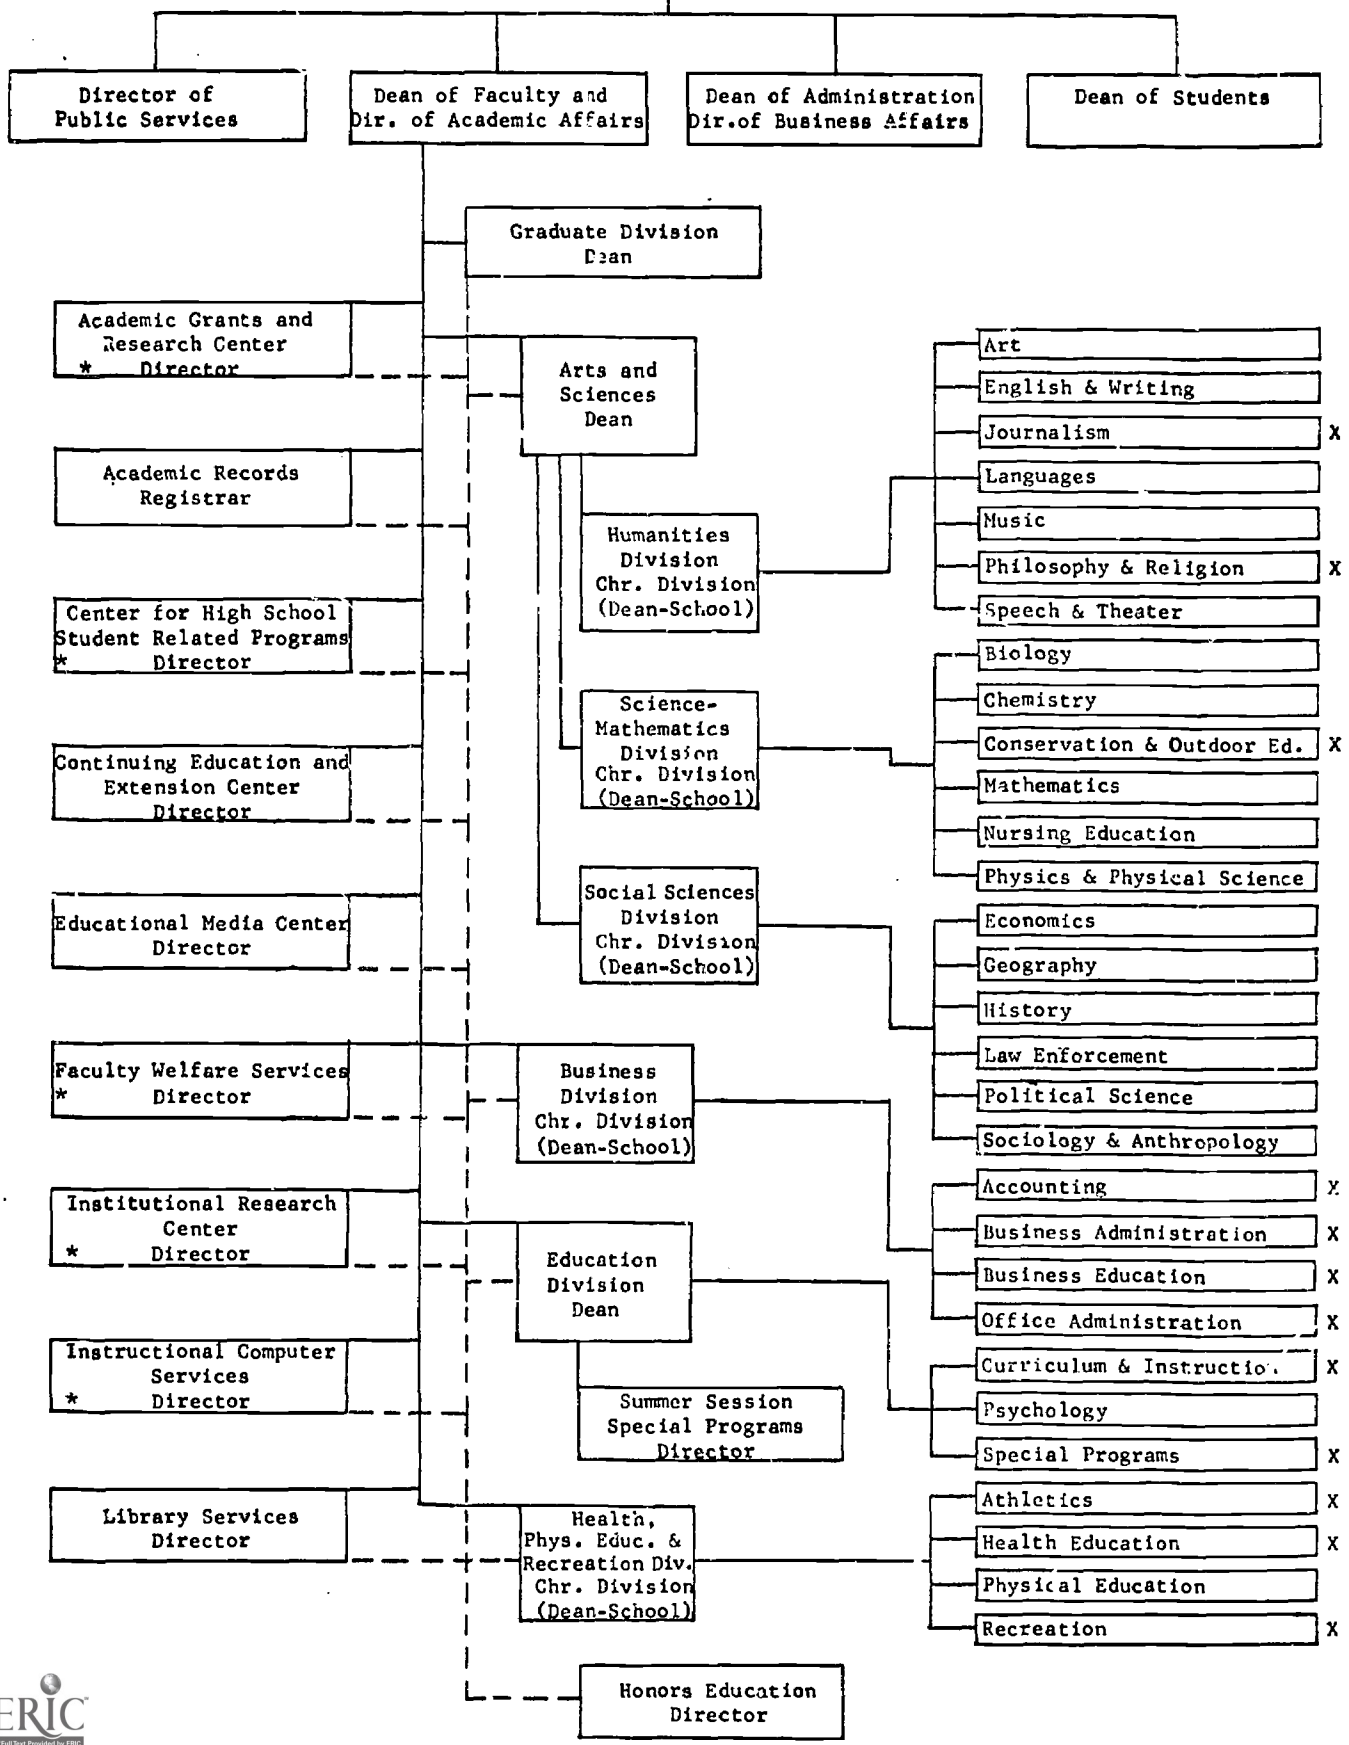 Director of
Public Services
Dean of Faculty and
Dir. of Academic Affairs
Dean of Administration
Dir.of Business Affairs
Dean of Students
Graduate Division
Dean
Academic Grants and
Research Center
* Director
Academic Records
Registrar
Center for High School
Student Related Programs
* Director
Continuing Education and
Extension Center
Director
Educational Media Center
Director
Faculty Welfare Services
* Director
Institutional Research
Center
* Director
Instructional Computer
Services
* Director
Library Services
Director
Arts and
Sciences
Dean
Humanities
Division
Chr. Division
(Dean-School)
Science-
Mathematics
Division
Chr. Division
(Dean-School)
Social Sciences
Division
Chr. Division
(Dean-School)
Business
Division
Chr. Division
(Dean-School)
Education
Division
Dean
Summer Session
Special Programs
Director
Health,
Phys. Educ. &
Recreation Div.
Chr. Division
(Dean-School)
Honors Education
Director
Art
English & Writing
Journalism X
Languages
Music
Philosophy & Religion X
Speech & Theater
Biology
Chemistry
Conservation & Outdoor Ed. X
Mathematics
Nursing Education
Physics & Physical Science
Economics
Geography
History
Law Enforcement
Political Science
Sociology & Anthropology
Accounting X
Business Administration X
Business Education X
Office Administration X
Curriculum & Instruction X
Psychology
Special Programs X
Athletics X
Health Education X
Physical Education
Recreation X
ERIC
Full Text Provided by ERIC